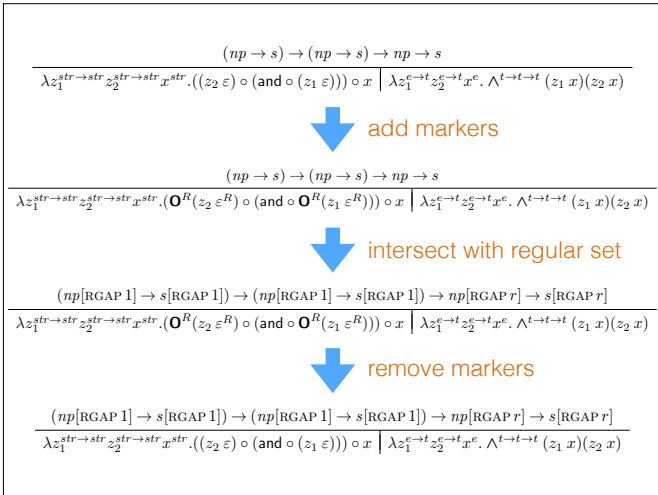 (np → s) → (np → s) → np → s
λz₁^{str→str} z₂^{str→str} x^{str}.((z₂ ε) ∘ (and ∘ (z₁ ε))) ∘ x | λz₁^{e→t} z₂^{e→t} x^e. ∧^{t→t→t} (z₁ x)(z₂ x)
add markers
(np → s) → (np → s) → np → s
λz₁^{str→str} z₂^{str→str} x^{str}.(O^R(z₂ ε^R) ∘ (and ∘ O^R(z₁ ε^R))) ∘ x | λz₁^{e→t} z₂^{e→t} x^e. ∧^{t→t→t} (z₁ x)(z₂ x)
intersect with regular set
(np[RGAP 1] → s[RGAP 1]) → (np[RGAP 1] → s[RGAP 1]) → np[RGAP r] → s[RGAP r]
λz₁^{str→str} z₂^{str→str} x^{str}.(O^R(z₂ ε^R) ∘ (and ∘ O^R(z₁ ε^R))) ∘ x | λz₁^{e→t} z₂^{e→t} x^e. ∧^{t→t→t} (z₁ x)(z₂ x)
remove markers
(np[RGAP 1] → s[RGAP 1]) → (np[RGAP 1] → s[RGAP 1]) → np[RGAP r] → s[RGAP r]
λz₁^{str→str} z₂^{str→str} x^{str}.((z₂ ε) ∘ (and ∘ (z₁ ε))) ∘ x | λz₁^{e→t} z₂^{e→t} x^e. ∧^{t→t→t} (z₁ x)(z₂ x)